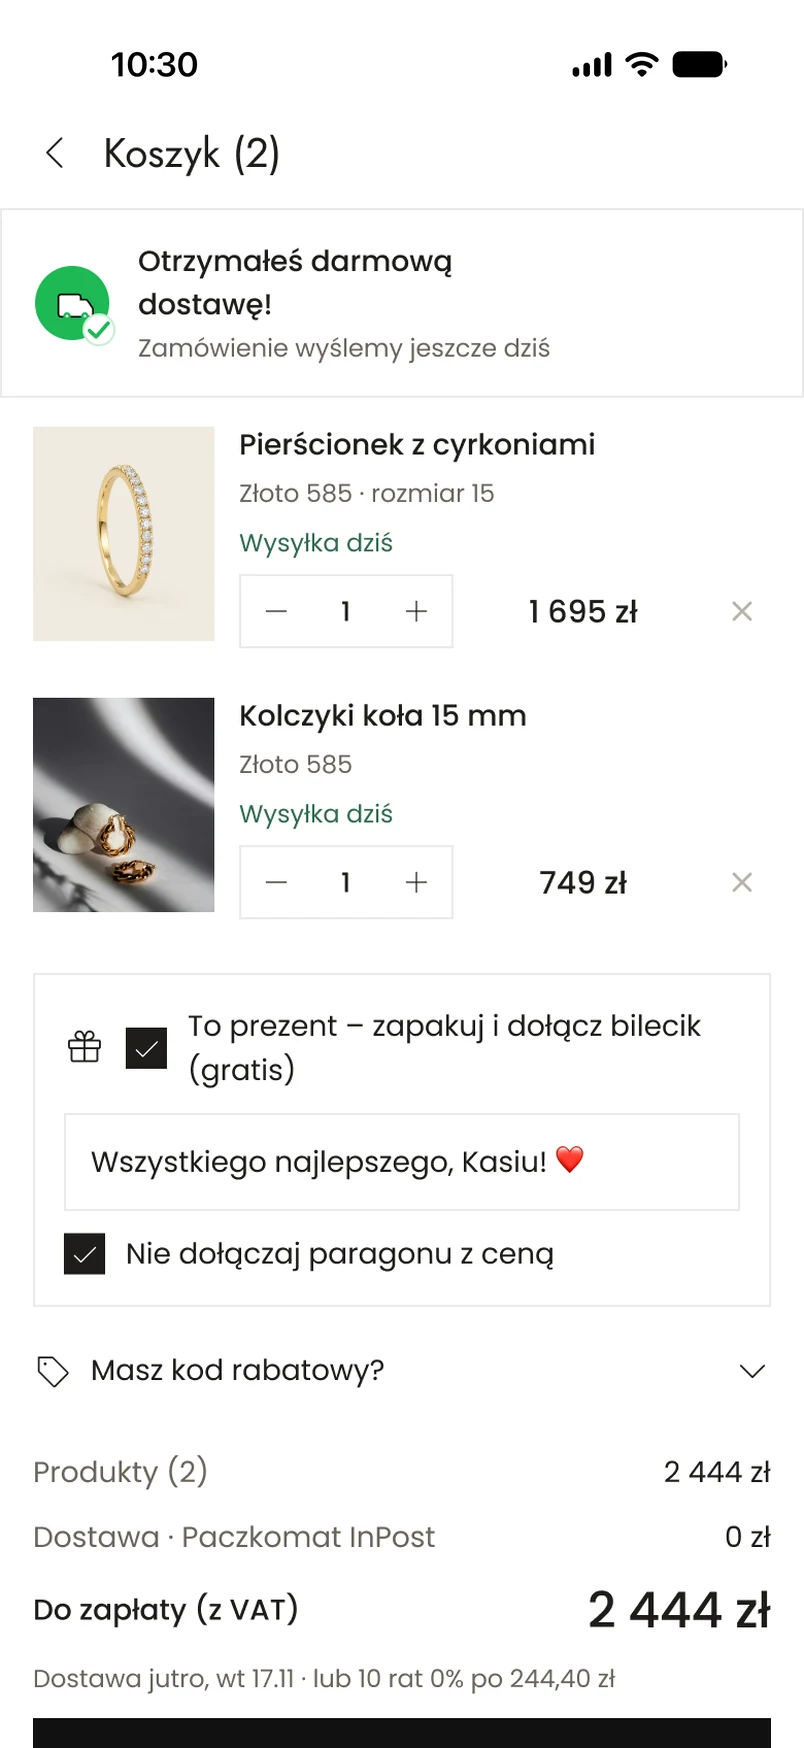 10:30
Koszyk (2)
Otrzymałeś darmową
dostawę!
Zamówienie wyślemy jeszcze dziś
Pierścionek z cyrkoniami
Złoto 585 · rozmiar 15
Wysyłka dziś
1
1 695 zł
Kolczyki koła 15 mm
Złoto 585
Wysyłka dziś
1
749 zł
To prezent – zapakuj i dołącz bilecik
(gratis)
Wszystkiego najlepszego, Kasiu! ❤️
Nie dołączaj paragonu z ceną
Masz kod rabatowy?
Produkty (2) 2 444 zł
Dostawa · Paczkomat InPost 0 zł
Do zapłaty (z VAT) 2 444 zł
Dostawa jutro, wt 17.11 · lub 10 rat 0% po 244,40 zł